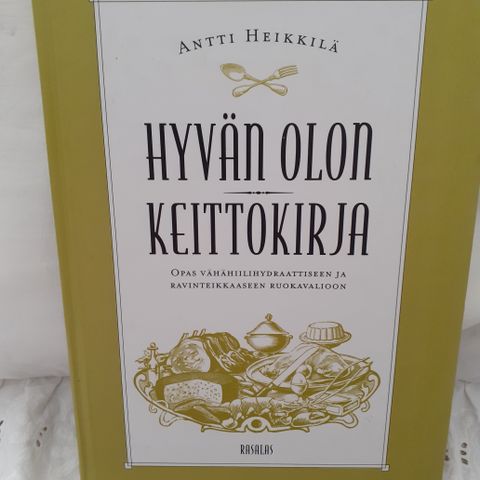 ANTTI HEIKKILÄ
HYVÄN OLON
KEITTOKIRJA
OPAS VÄHÄHIILIHYDRAATTISEEN JA
RAVINTEIKKAASEEN RUOKAVALIOON
RASALAS